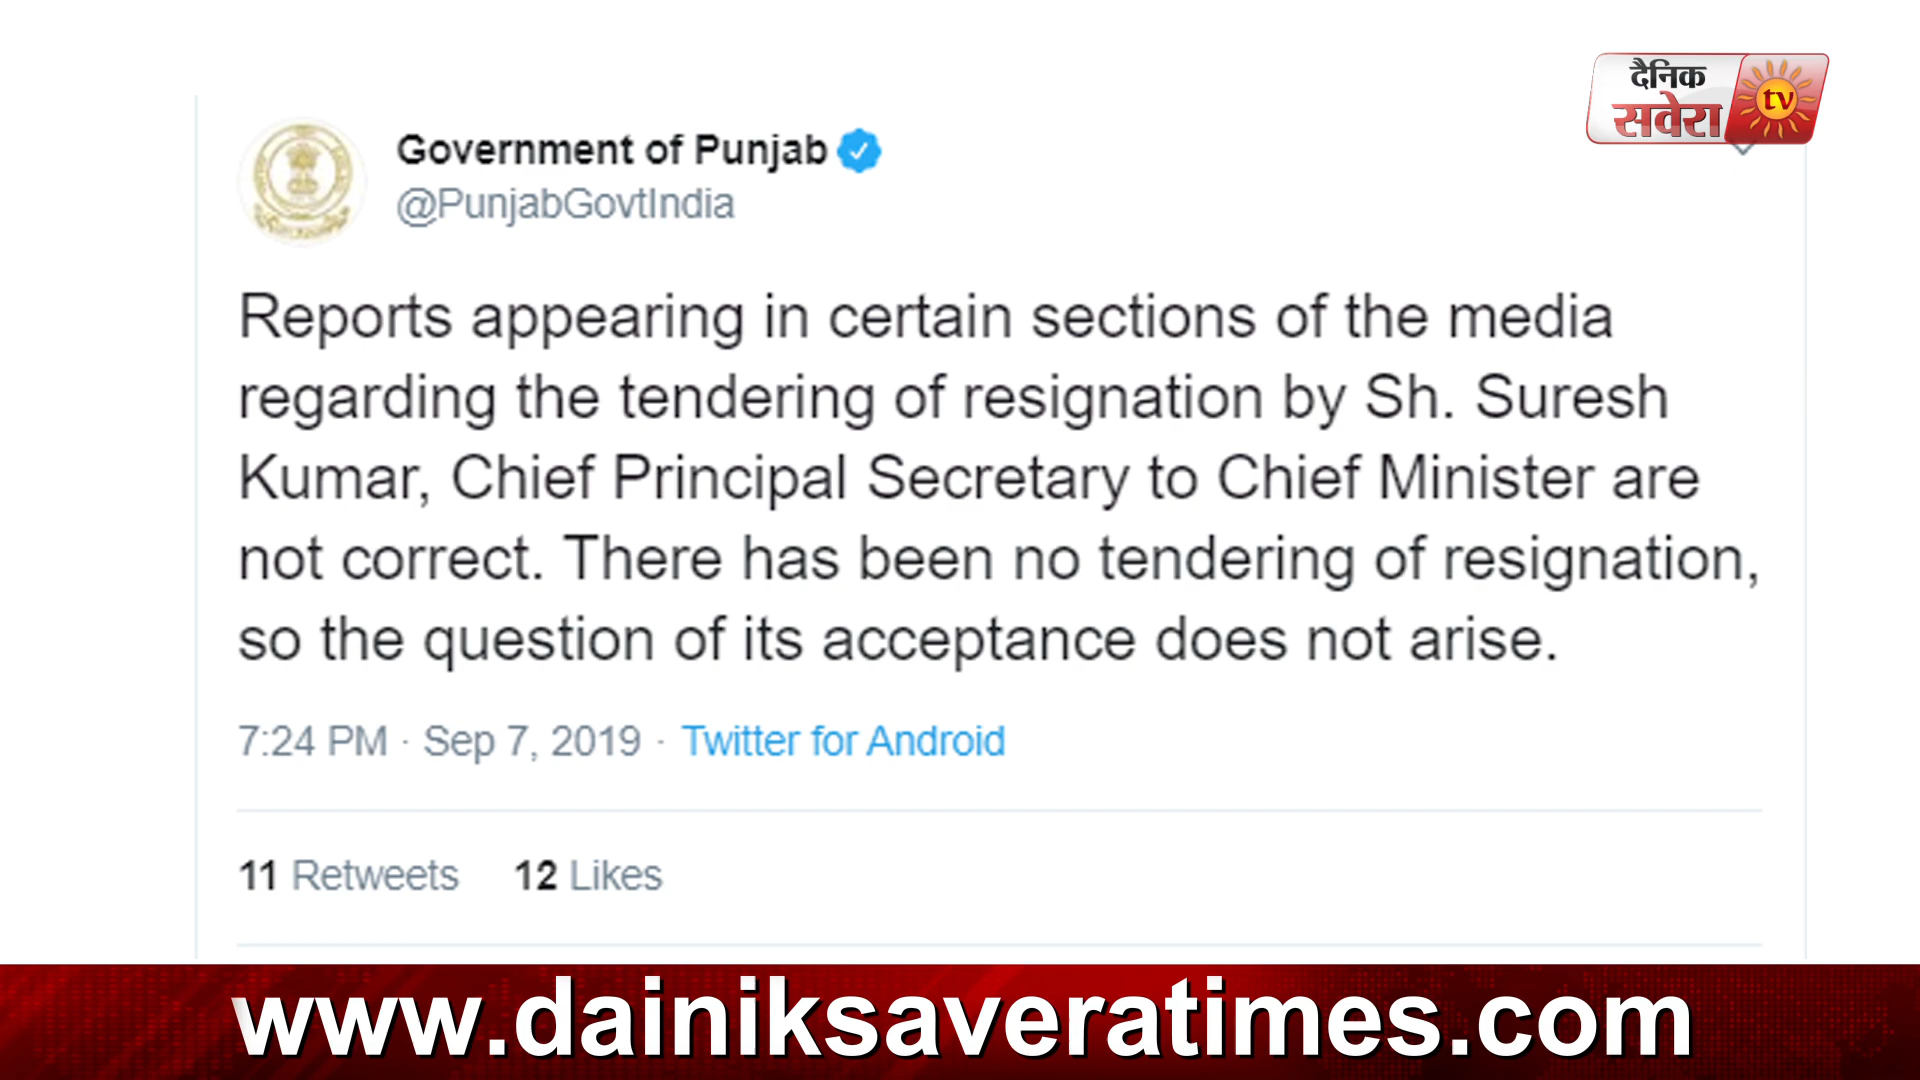 दैनिक
सवेरा
tv
Government of Punjab
@PunjabGovtIndia
Reports appearing in certain sections of the media
regarding the tendering of resignation by Sh. Suresh
Kumar, Chief Principal Secretary to Chief Minister are
not correct. There has been no tendering of resignation,
so the question of its acceptance does not arise.
7:24 PM · Sep 7, 2019 · Twitter for Android
11 Retweets 12 Likes
www.dainiksaveratimes.com